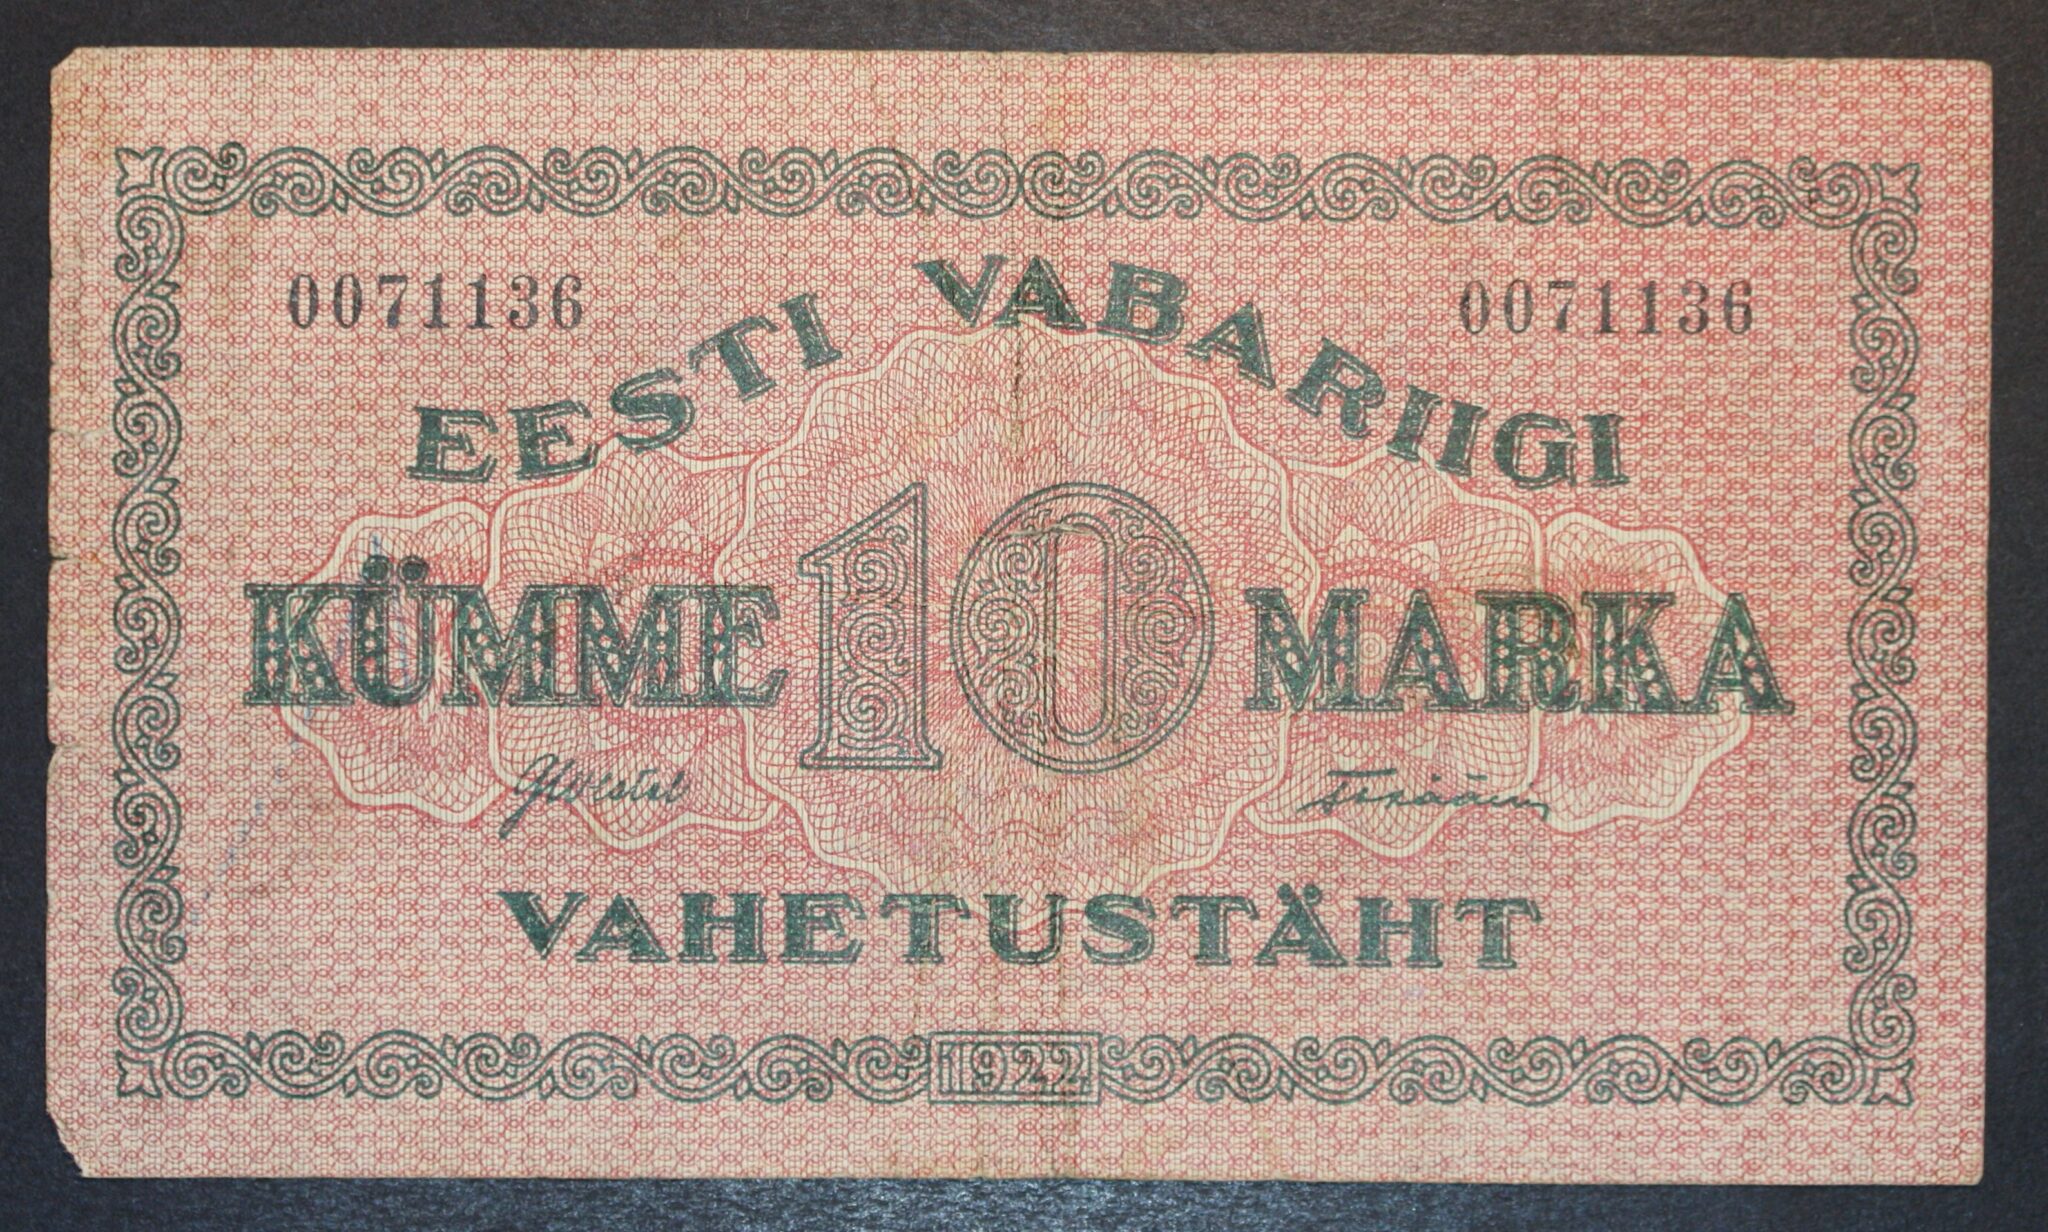 0071136 0071136
EESTI VABARIIGI
KÜMME 10 MARKA
VAHETUSTÄHT
1922